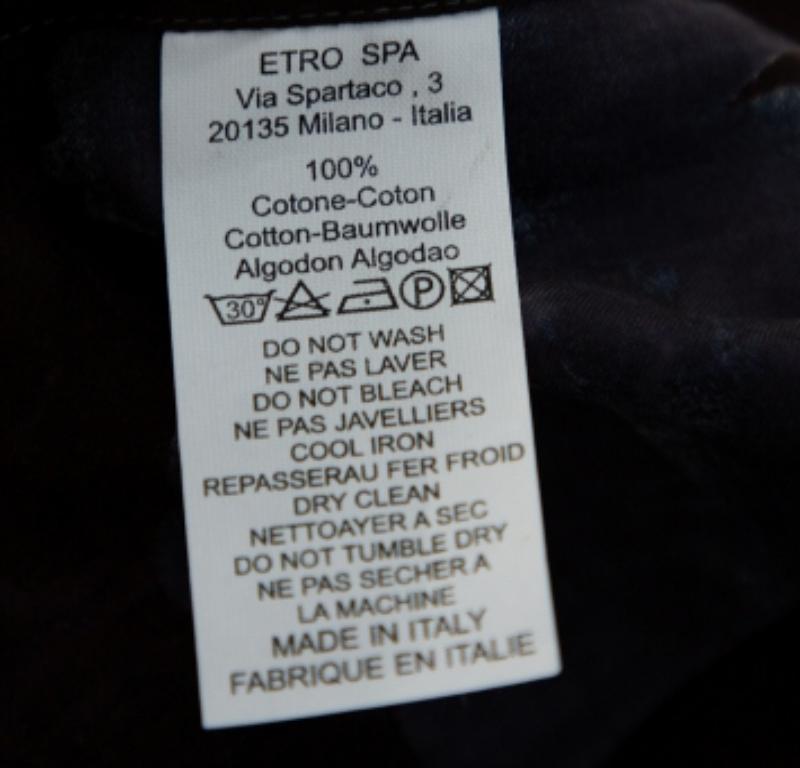 ETRO SPA
Via Spartaco , 3
20135 Milano - Italia
100%
Cotone-Coton
Cotton-Baumwolle
Algodon Algodao
30° P
DO NOT WASH
NE PAS LAVER
DO NOT BLEACH
NE PAS JAVELLIERS
COOL IRON
REPASSERAU FER FROID
DRY CLEAN
NETTOAYER A SEC
DO NOT TUMBLE DRY
NE PAS SECHER A
LA MACHINE
MADE IN ITALY
FABRIQUE EN ITALIE